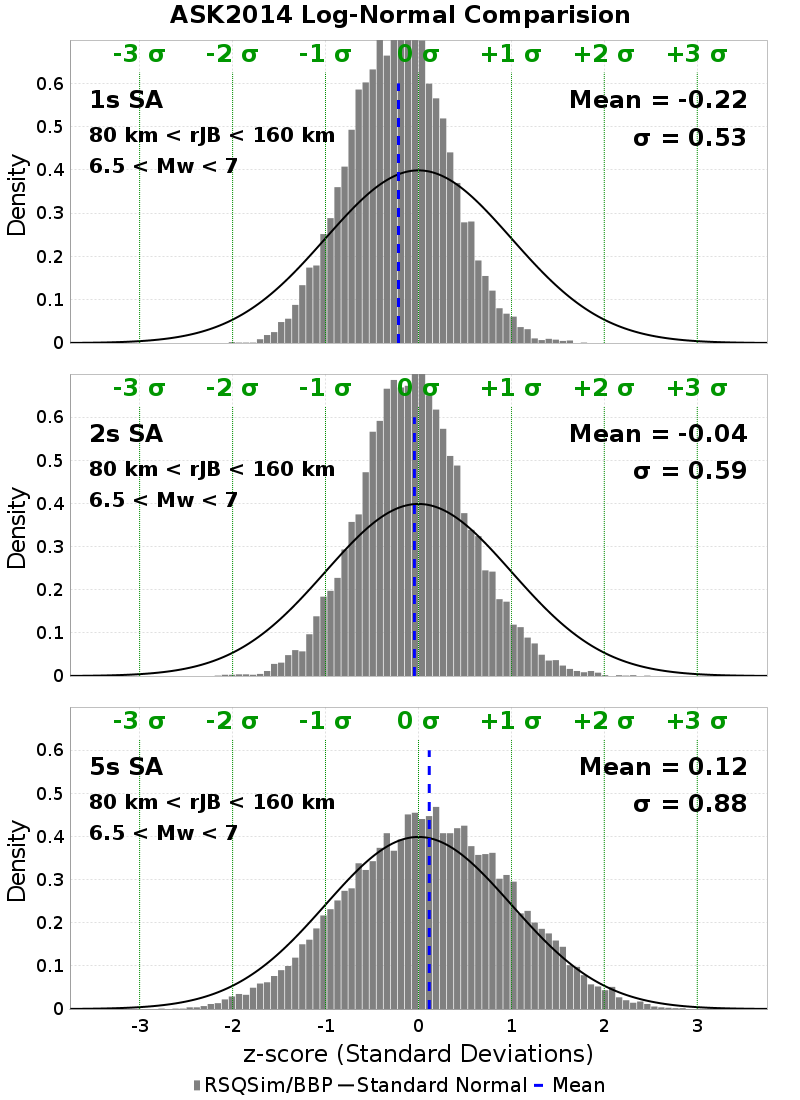 ASK2014 Log-Normal Comparision
-3 σ -2 σ -1 σ 0 σ +1 σ +2 σ +3 σ
1s SA
Mean = -0.22
80 km < rJB < 160 km
σ = 0.53
6.5 < Mw < 7
Density
0.6
0.5
0.4
0.3
0.2
0.1
0
-3 σ -2 σ -1 σ 0 σ +1 σ +2 σ +3 σ
2s SA
Mean = -0.04
80 km < rJB < 160 km
σ = 0.59
6.5 < Mw < 7
Density
0.6
0.5
0.4
0.3
0.2
0.1
0
-3 σ -2 σ -1 σ 0 σ +1 σ +2 σ +3 σ
5s SA
Mean = 0.12
80 km < rJB < 160 km
σ = 0.88
6.5 < Mw < 7
Density
0.6
0.5
0.4
0.3
0.2
0.1
0
-3 -2 -1 0 1 2 3
z-score (Standard Deviations)
RSQSim/BBP Standard Normal Mean